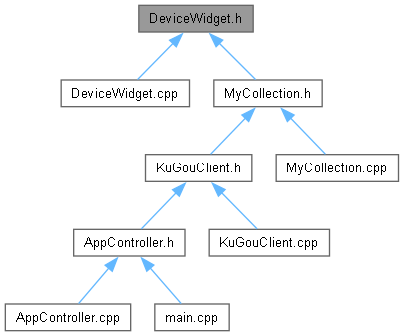 DeviceWidget.h
DeviceWidget.cpp
MyCollection.h
KuGouClient.h
MyCollection.cpp
AppController.h
KuGouClient.cpp
AppController.cpp
main.cpp